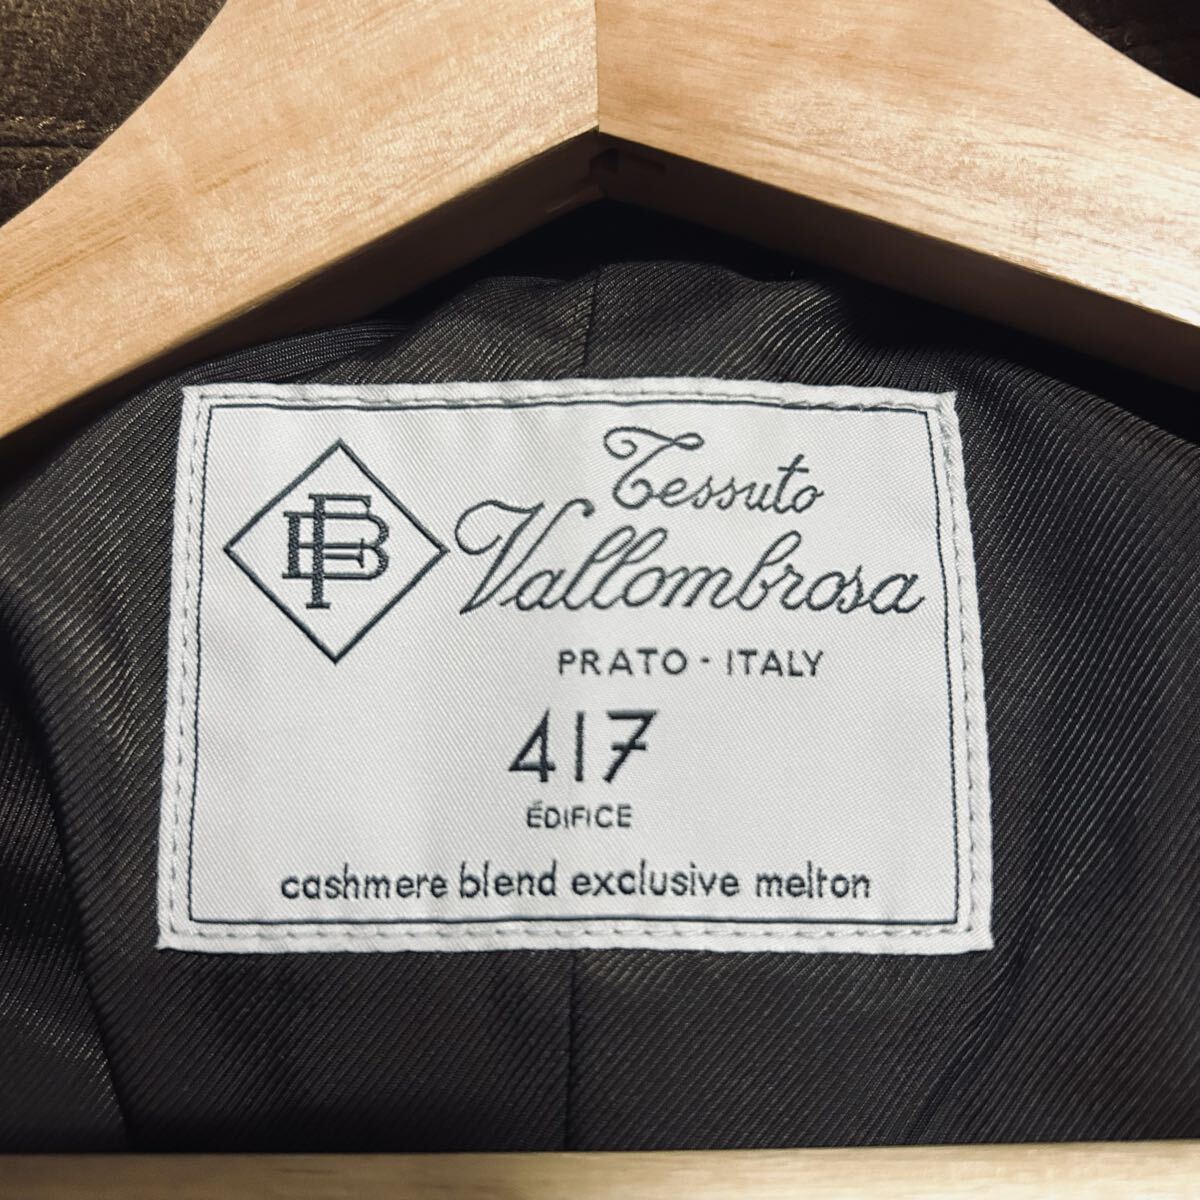 Tessuto
Vallombrosa
PRATO - ITALY
417
ÉDIFICE
cashmere blend exclusive melton